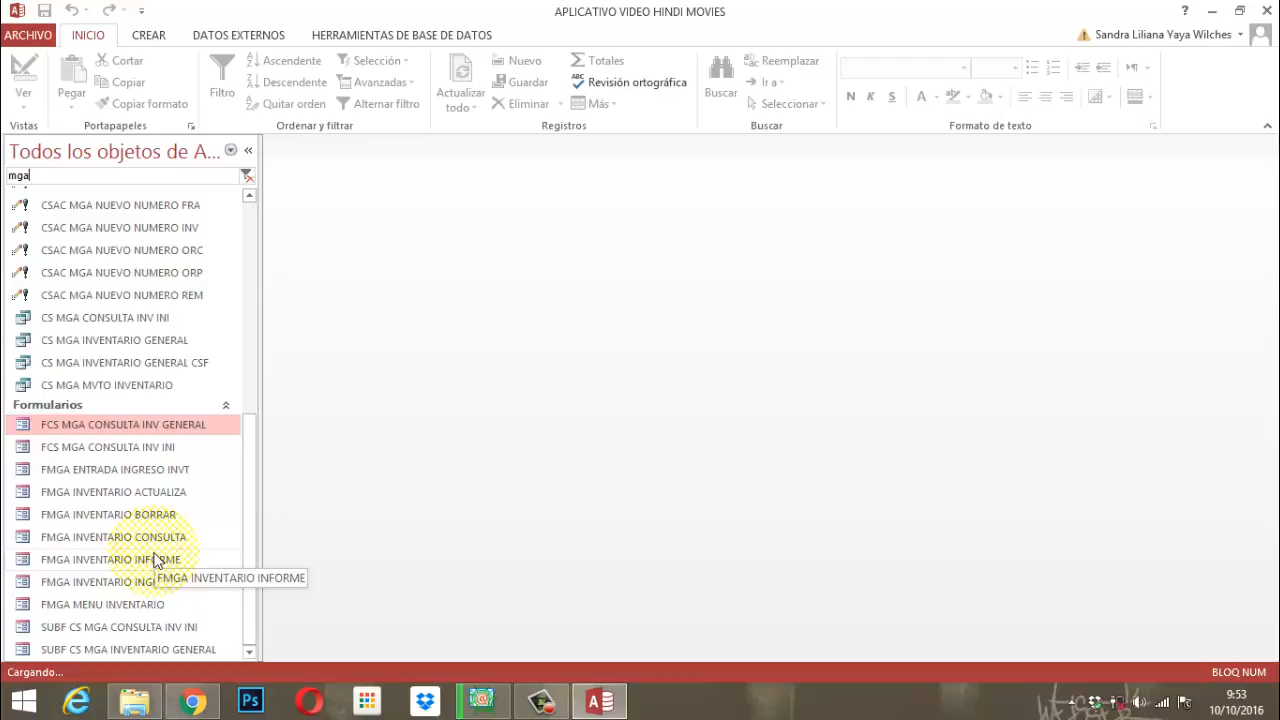 APLICATIVO VIDEO HINDI MOVIES
ARCHIVO INICIO CREAR DATOS EXTERNOS HERRAMIENTAS DE BASE DE DATOS
Sandra Liliana Yaya Wilches
Ver
Vistas
Pegar
Cortar
Copiar
Copiar formato
Portapapeles
Filtro
Ascendente
Descendente
Quitar orden
Selección
Avanzadas
Alternar filtro
Ordenar y filtrar
Actualizar
todo
Nuevo
Guardar
Eliminar
Totales
Revisión ortográfica
Más
Registros
Buscar
Reemplazar
Ir a
Seleccionar
Buscar
N K S A
Formato de texto
Todos los objetos de A...
mga
CSAC MGA NUEVO NUMERO FRA
CSAC MGA NUEVO NUMERO INV
CSAC MGA NUEVO NUMERO ORC
CSAC MGA NUEVO NUMERO ORP
CSAC MGA NUEVO NUMERO REM
CS MGA CONSULTA INV INI
CS MGA INVENTARIO GENERAL
CS MGA INVENTARIO GENERAL CSF
CS MGA MVTO INVENTARIO
Formularios
FCS MGA CONSULTA INV GENERAL
FCS MGA CONSULTA INV INI
FMGA ENTRADA INGRESO INVT
FMGA INVENTARIO ACTUALIZA
FMGA INVENTARIO BORRAR
FMGA INVENTARIO CONSULTA
FMGA INVENTARIO INFORME
FMGA INVENTARIO ING
FMGA INVENTARIO INFORME
FMGA MENU INVENTARIO
SUBF CS MGA CONSULTA INV INI
SUBF CS MGA INVENTARIO GENERAL
Cargando...
BLOQ NUM
Ps
9:53
10/10/2016